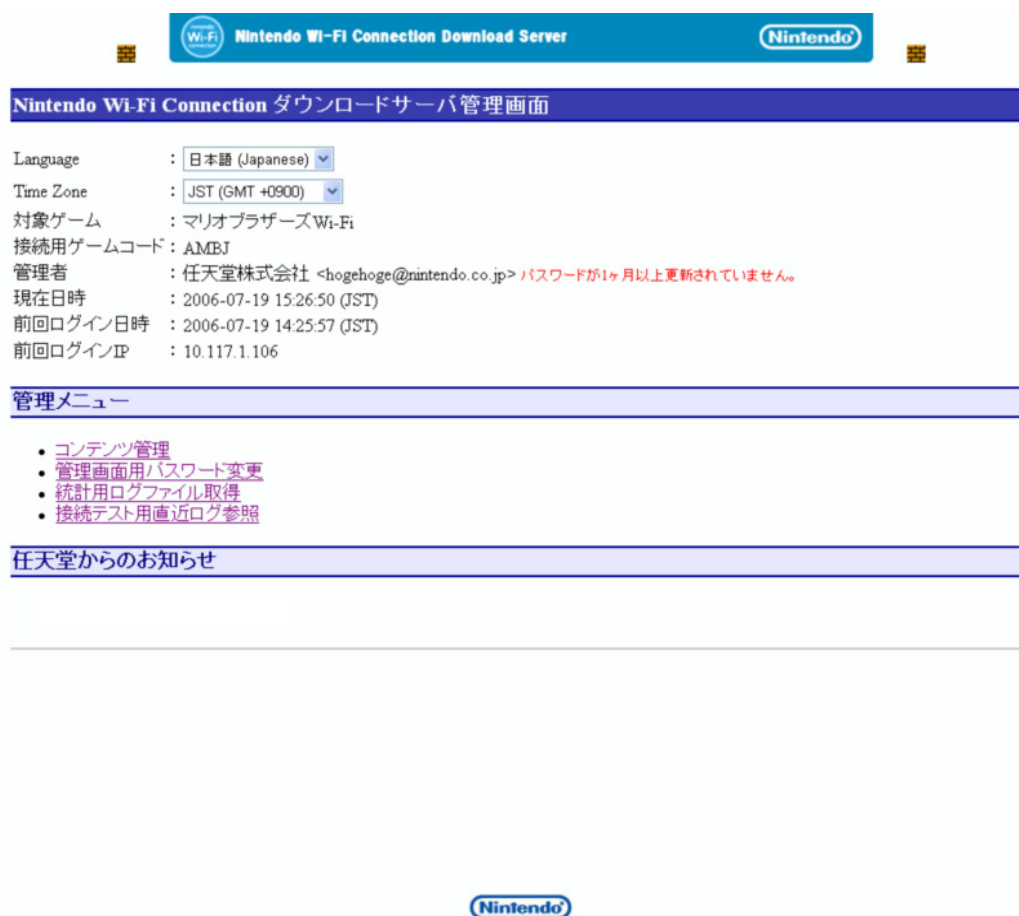 Nintendo Wi-Fi connection Nintendo Wi-Fi Connection Download Server Nintendo
Nintendo Wi-Fi Connection ダウンロードサーバ管理画面
Language : 日本語 (Japanese)
Time Zone : JST (GMT +0900)
対象ゲーム : マリオブラザーズWi-Fi
接続用ゲームコード : AMBJ
管理者 : 任天堂株式会社 <hogehoge@nintendo.co.jp> パスワードが1ヶ月以上更新されていません。
現在日時 : 2006-07-19 15:26:50 (JST)
前回ログイン日時 : 2006-07-19 14:25:57 (JST)
前回ログインIP : 10.117.1.106
管理メニュー
• コンテンツ管理
• 管理画面用パスワード変更
• 統計用ログファイル取得
• 接続テスト用直近ログ参照
任天堂からのお知らせ
Nintendo